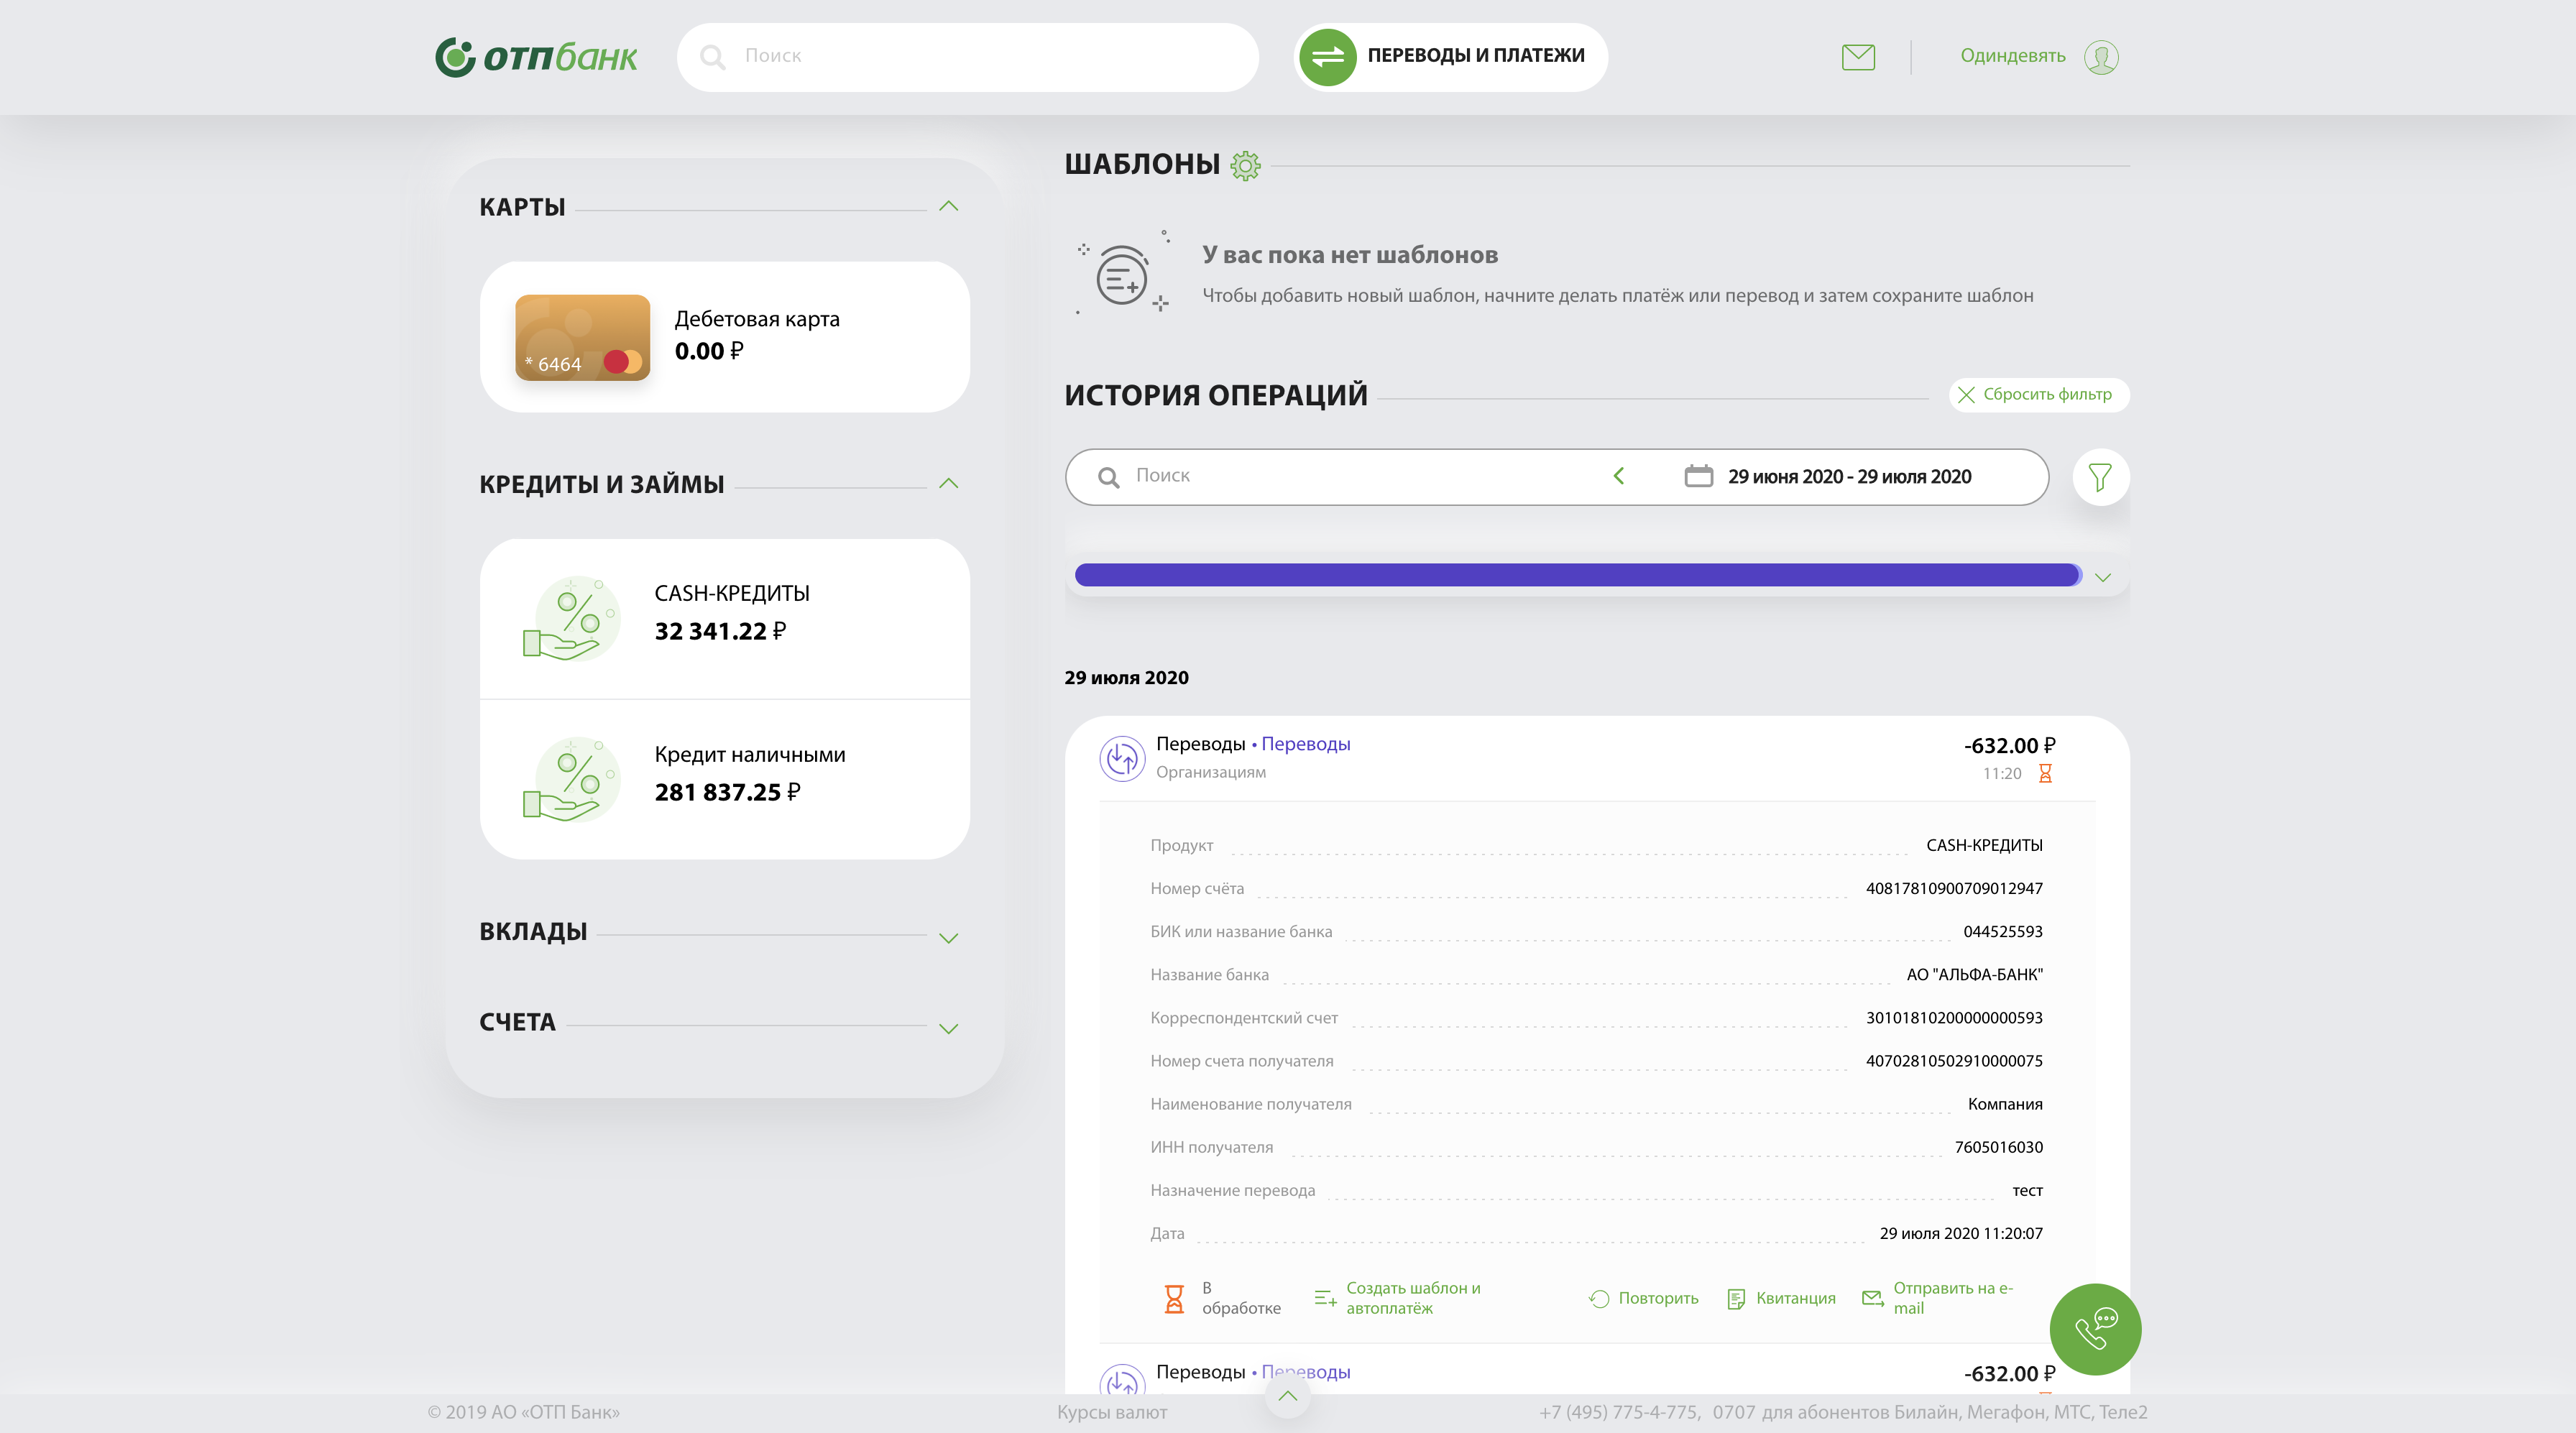 отпбанк
Поиск
ПЕРЕВОДЫ И ПЛАТЕЖИ
Одиндевять
КАРТЫ
* 6464
Дебетовая карта
0.00 ₽
КРЕДИТЫ И ЗАЙМЫ
CASH-КРЕДИТЫ
32 341.22 ₽
Кредит наличными
281 837.25 ₽
ВКЛАДЫ
СЧЕТА
ШАБЛОНЫ
У вас пока нет шаблонов
Чтобы добавить новый шаблон, начните делать платёж или перевод и затем сохраните шаблон
ИСТОРИЯ ОПЕРАЦИЙ
Сбросить фильтр
Поиск
29 июня 2020 - 29 июля 2020
29 июля 2020
Переводы • Переводы
-632.00 ₽
Организациям
11:20
Продукт CASH-КРЕДИТЫ
Номер счёта 40817810900709012947
БИК или название банка 044525593
Название банка АО "АЛЬФА-БАНК"
Корреспондентский счет 30101810200000000593
Номер счета получателя 40702810502910000075
Наименование получателя Компания
ИНН получателя 7605016030
Назначение перевода тест
Дата 29 июля 2020 11:20:07
В
обработке
Создать шаблон и
автоплатёж
Повторить
Квитанция
Отправить на e-
mail
Переводы • Переводы
-632.00 ₽
© 2019 АО «ОТП Банк»
Курсы валют
+7 (495) 775-4-775, 0707 для абонентов Билайн, Мегафон, МТС, Теле2